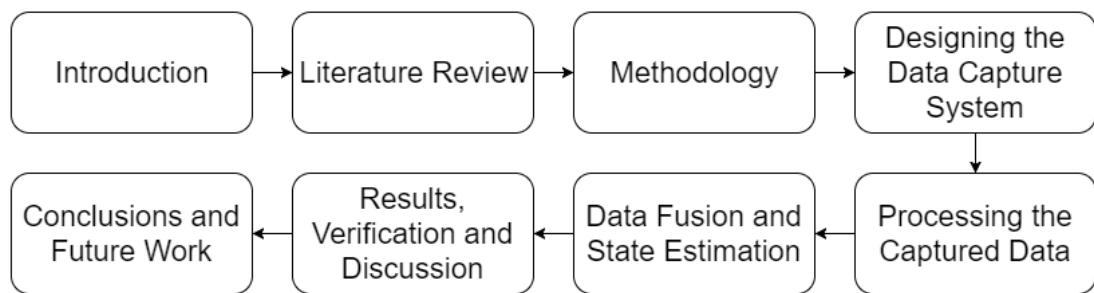 Introduction
Literature Review
Methodology
Designing the
Data Capture
System
Processing the
Captured Data
Data Fusion and
State Estimation
Results,
Verification and
Discussion
Conclusions and
Future Work